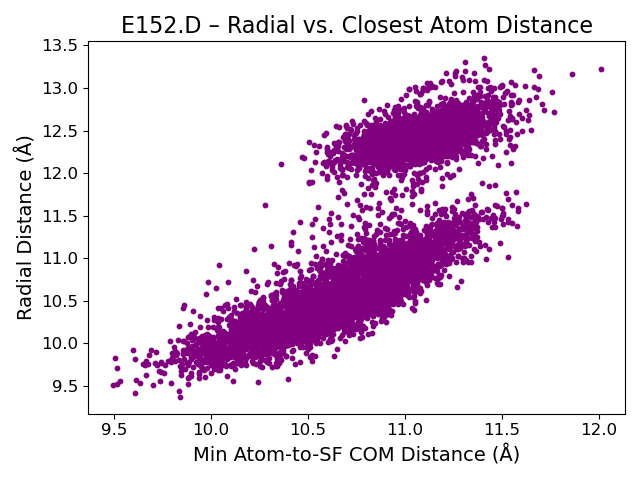 E152.D – Radial vs. Closest Atom Distance
Radial Distance (Å)
13.5
13.0
12.5
12.0
11.5
11.0
10.5
10.0
9.5
9.5 10.0 10.5 11.0 11.5 12.0
Min Atom-to-SF COM Distance (Å)